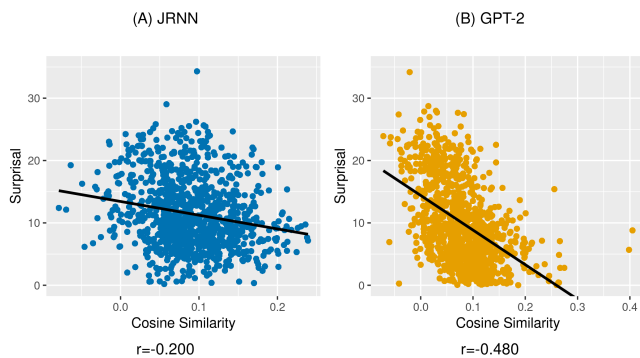 (A) JRNN
(B) GPT-2
Surprisal
30
20
10
0
0.0 0.1 0.2
Cosine Similarity
r=-0.200
Surprisal
30
20
10
0
0.0 0.1 0.2 0.3 0.4
Cosine Similarity
r=-0.480